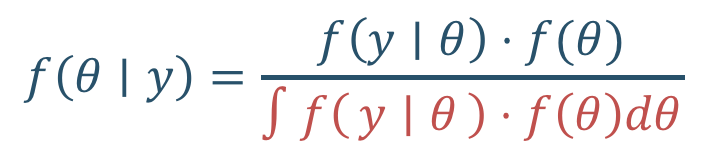 f(θ | y) = f(y | θ) · f(θ)
∫ f( y | θ ) · f(θ)dθ